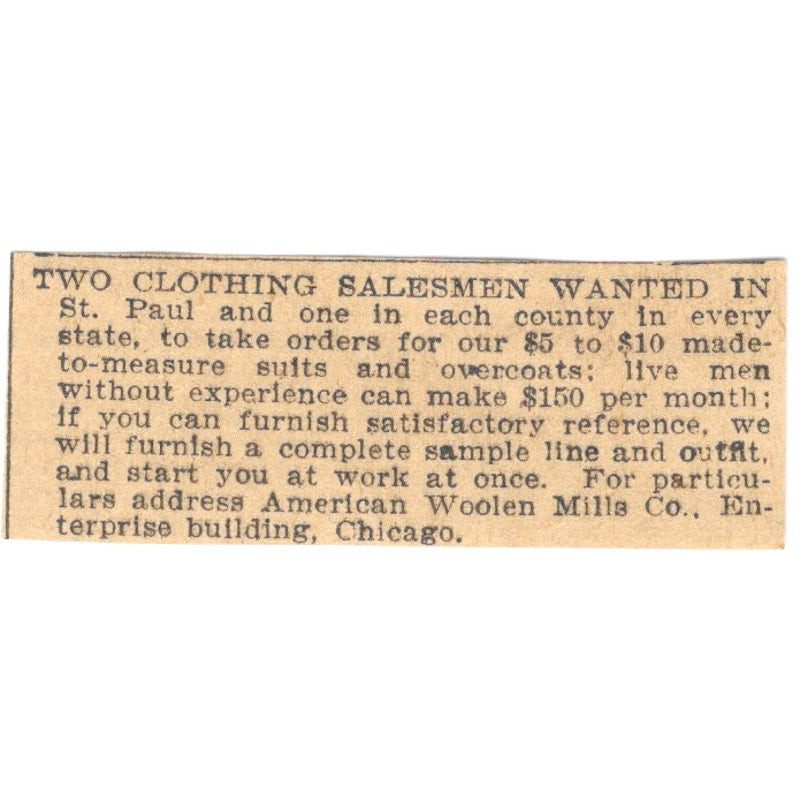 TWO CLOTHING SALESMEN WANTED IN
St. Paul and one in each county in every
state, to take orders for our $5 to $10 made-
to-measure suits and overcoats; live men
without experience can make $150 per month;
if you can furnish satisfactory reference, we
will furnish a complete sample line and outfit,
and start you at work at once. For particu-
lars address American Woolen Mills Co., En-
terprise building, Chicago.